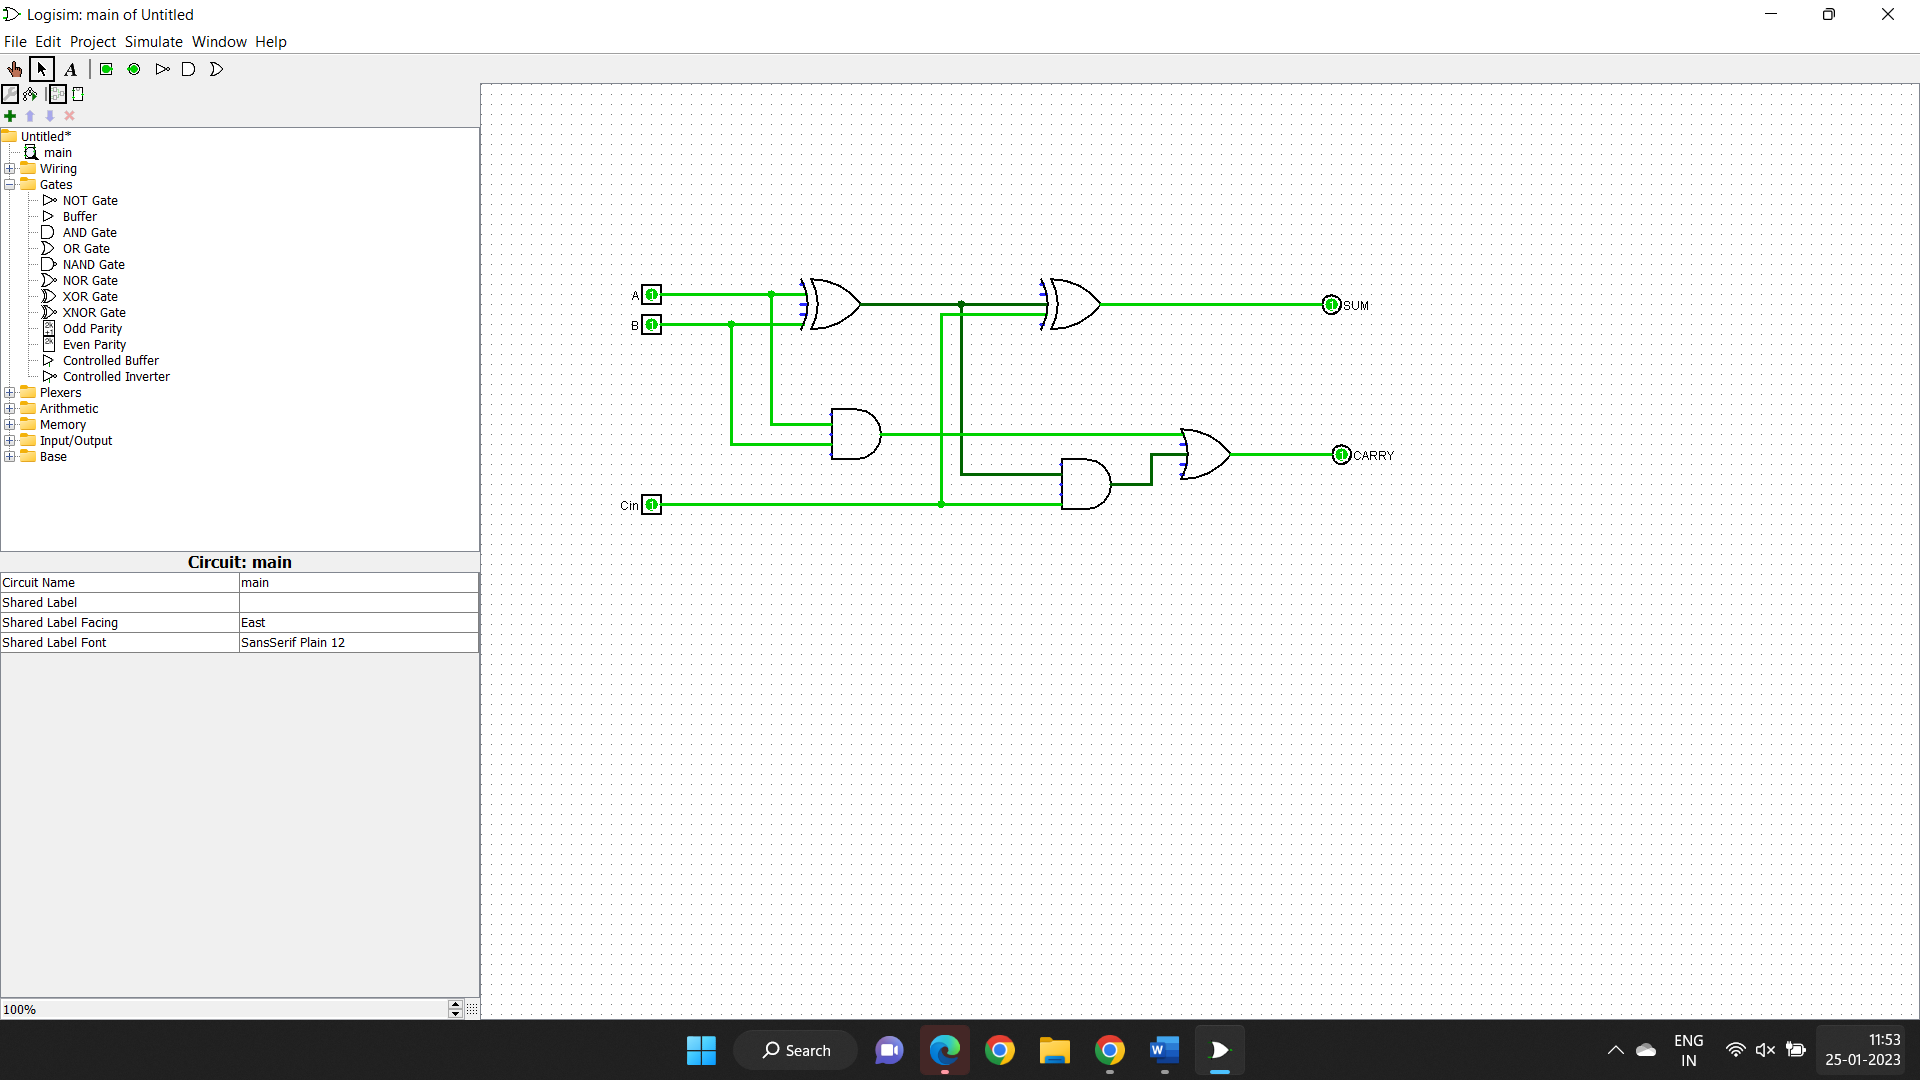 Logisim: main of Untitled
File Edit Project Simulate Window Help
A
Untitled*
main
Wiring
Gates
NOT Gate
Buffer
AND Gate
OR Gate
NAND Gate
NOR Gate
XOR Gate
XNOR Gate
Odd Parity
Even Parity
Controlled Buffer
Controlled Inverter
Plexers
Arithmetic
Memory
Input/Output
Base
Circuit: main
Circuit Name main
Shared Label
Shared Label Facing East
Shared Label Font SansSerif Plain 12
100%
A 1
B 1
Cin 1
1 SUM
1 CARRY
Search
W
ENG
IN
11:53
25-01-2023